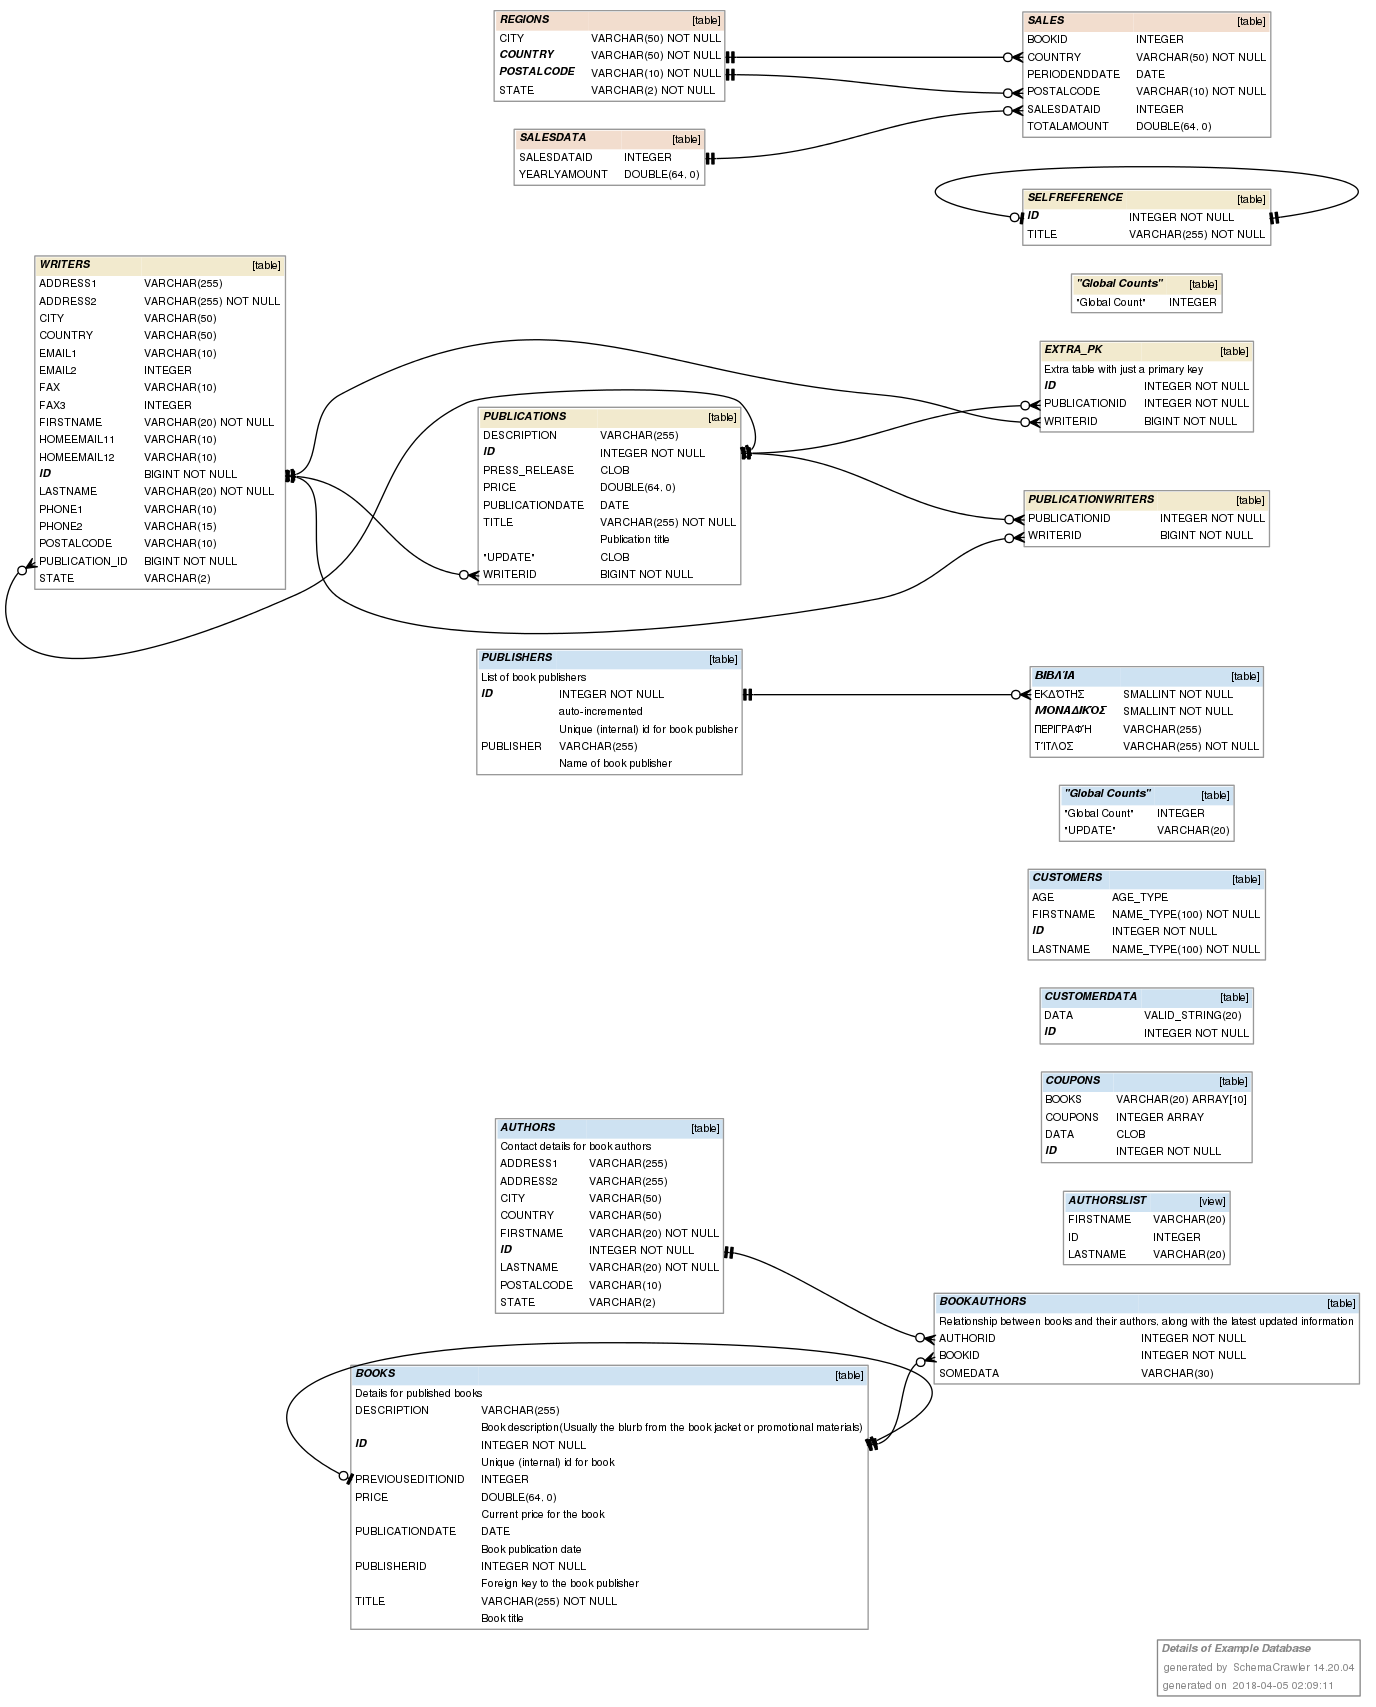 REGIONS [table]
CITY VARCHAR(50) NOT NULL
COUNTRY VARCHAR(50) NOT NULL
POSTALCODE VARCHAR(10) NOT NULL
STATE VARCHAR(2) NOT NULL
SALES [table]
BOOKID INTEGER
COUNTRY VARCHAR(50) NOT NULL
PERIODENDDATE DATE
POSTALCODE VARCHAR(10) NOT NULL
SALESDATAID INTEGER
TOTALAMOUNT DOUBLE(64, 0)
SALESDATA [table]
SALESDATAID INTEGER
YEARLYAMOUNT DOUBLE(64, 0)
SELFREFERENCE [table]
ID INTEGER NOT NULL
TITLE VARCHAR(255) NOT NULL
WRITERS [table]
ADDRESS1 VARCHAR(255)
ADDRESS2 VARCHAR(255) NOT NULL
CITY VARCHAR(50)
COUNTRY VARCHAR(50)
EMAIL1 VARCHAR(10)
EMAIL2 INTEGER
FAX VARCHAR(10)
FAX3 INTEGER
FIRSTNAME VARCHAR(20) NOT NULL
HOMEEMAIL11 VARCHAR(10)
HOMEEMAIL12 VARCHAR(10)
ID BIGINT NOT NULL
LASTNAME VARCHAR(20) NOT NULL
PHONE1 VARCHAR(10)
PHONE2 VARCHAR(15)
POSTALCODE VARCHAR(10)
PUBLICATION_ID BIGINT NOT NULL
STATE VARCHAR(2)
"Global Counts" [table]
"Global Count" INTEGER
EXTRA_PK [table]
Extra table with just a primary key
ID INTEGER NOT NULL
PUBLICATIONID INTEGER NOT NULL
WRITERID BIGINT NOT NULL
PUBLICATIONS [table]
DESCRIPTION VARCHAR(255)
ID INTEGER NOT NULL
PRESS_RELEASE CLOB
PRICE DOUBLE(64, 0)
PUBLICATIONDATE DATE
TITLE VARCHAR(255) NOT NULL
Publication title
"UPDATE" CLOB
WRITERID BIGINT NOT NULL
PUBLICATIONWRITERS [table]
PUBLICATIONID INTEGER NOT NULL
WRITERID BIGINT NOT NULL
PUBLISHERS [table]
List of book publishers
ID INTEGER NOT NULL
auto-incremented
Unique (internal) id for book publisher
PUBLISHER VARCHAR(255)
Name of book publisher
ΒΙΒΛΊΑ [table]
ΕΚΔΌΤΗΣ SMALLINT NOT NULL
ΜΟΝΑΔΙΚΌΣ SMALLINT NOT NULL
ΠΕΡΙΓΡΑΦΉ VARCHAR(255)
ΤΊΤΛΟΣ VARCHAR(255) NOT NULL
"Global Counts" [table]
"Global Count" INTEGER
"UPDATE" VARCHAR(20)
CUSTOMERS [table]
AGE AGE_TYPE
FIRSTNAME NAME_TYPE(100) NOT NULL
ID INTEGER NOT NULL
LASTNAME NAME_TYPE(100) NOT NULL
CUSTOMERDATA [table]
DATA VALID_STRING(20)
ID INTEGER NOT NULL
COUPONS [table]
BOOKS VARCHAR(20) ARRAY[10]
COUPONS INTEGER ARRAY
DATA CLOB
ID INTEGER NOT NULL
AUTHORS [table]
Contact details for book authors
ADDRESS1 VARCHAR(255)
ADDRESS2 VARCHAR(255)
CITY VARCHAR(50)
COUNTRY VARCHAR(50)
FIRSTNAME VARCHAR(20) NOT NULL
ID INTEGER NOT NULL
LASTNAME VARCHAR(20) NOT NULL
POSTALCODE VARCHAR(10)
STATE VARCHAR(2)
AUTHORSLIST [view]
FIRSTNAME VARCHAR(20)
ID INTEGER
LASTNAME VARCHAR(20)
BOOKAUTHORS [table]
Relationship between books and their authors, along with the latest updated information
AUTHORID INTEGER NOT NULL
BOOKID INTEGER NOT NULL
SOMEDATA VARCHAR(30)
BOOKS [table]
Details for published books
DESCRIPTION VARCHAR(255)
Book description(Usually the blurb from the book jacket or promotional materials)
ID INTEGER NOT NULL
Unique (internal) id for book
PREVIOUSEDITIONID INTEGER
PRICE DOUBLE(64, 0)
Current price for the book
PUBLICATIONDATE DATE
Book publication date
PUBLISHERID INTEGER NOT NULL
Foreign key to the book publisher
TITLE VARCHAR(255) NOT NULL
Book title
Details of Example Database
generated by SchemaCrawler 14.20.04
generated on 2018-04-05 02:09:11